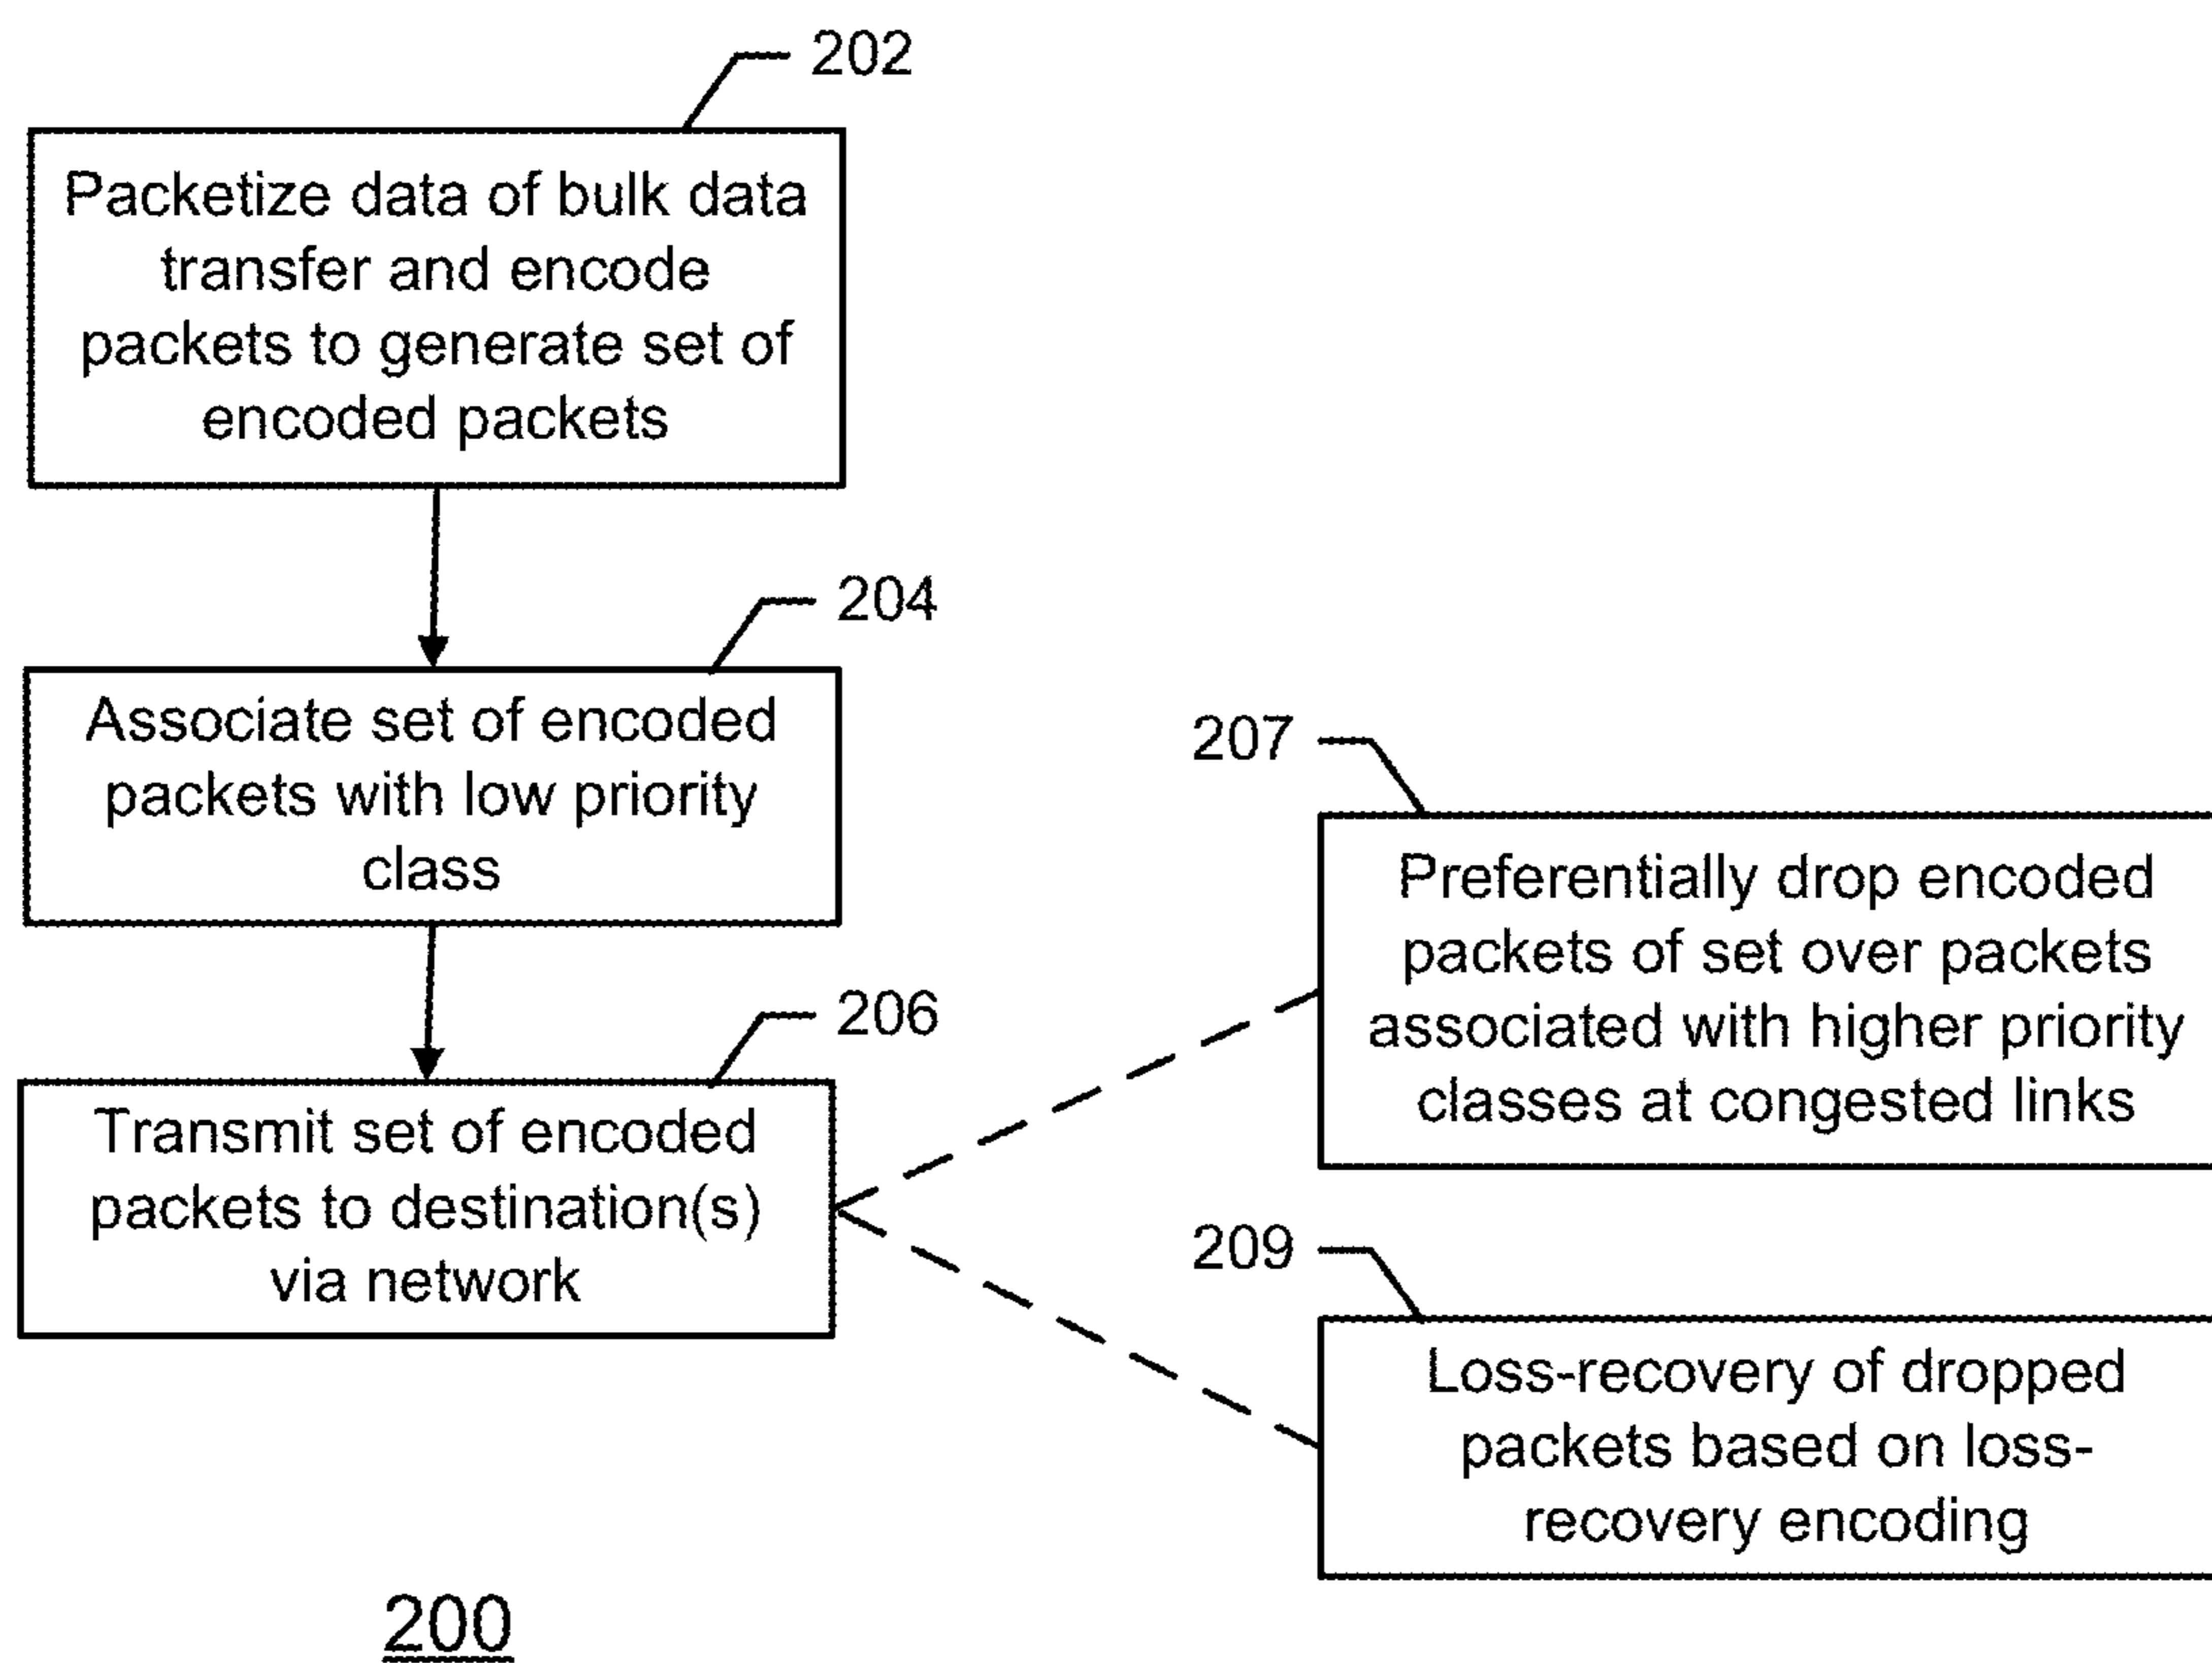 202
Packetize data of bulk data
transfer and encode
packets to generate set of
encoded packets
204
Associate set of encoded
packets with low priority
class
206
Transmit set of encoded
packets to destination(s)
via network
207
Preferentially drop encoded
packets of set over packets
associated with higher priority
classes at congested links
209
Loss-recovery of dropped
packets based on loss-
recovery encoding
200